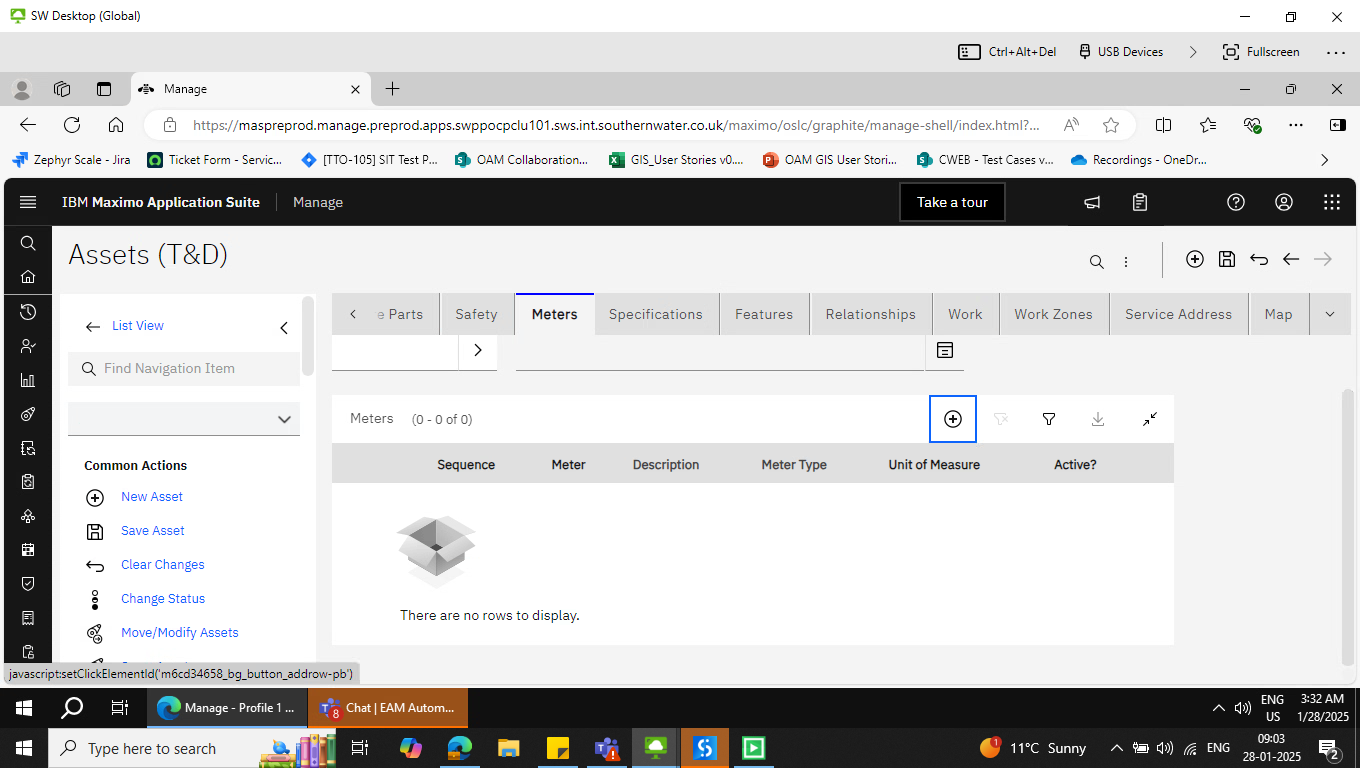 SW Desktop (Global)
Ctrl+Alt+Del
USB Devices
Fullscreen
Manage
https://maspreprod.manage.preprod.apps.swppocpclu101.sws.int.southernwater.co.uk/maximo/oslc/graphite/manage-shell/index.html?...
Zephyr Scale - Jira
Ticket Form - Servic...
[TTO-105] SIT Test P...
OAM Collaboration...
GIS_User Stories v0....
OAM GIS User Stori...
CWEB - Test Cases v...
Recordings - OneDr...
IBM Maximo Application Suite
Manage
Take a tour
Assets (T&D)
List View
Find Navigation Item
Common Actions
New Asset
Save Asset
Clear Changes
Change Status
Move/Modify Assets
e Parts
Safety
Meters
Specifications
Features
Relationships
Work
Work Zones
Service Address
Map
Meters (0 - 0 of 0)
Sequence
Meter
Description
Meter Type
Unit of Measure
Active?
There are no rows to display.
javascript:setClickElementId('m6cd34658_bg_button_addrow-pb')
Manage - Profile 1 ...
8
Chat | EAM Autom...
ENG
US
3:32 AM
1/28/2025
Type here to search
1
11°C Sunny
ENG
09:03
28-01-2025
2